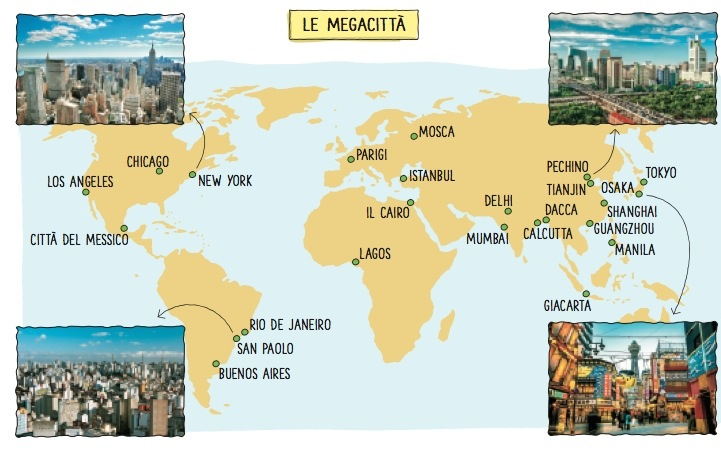 LE MEGACITTÀ
MOSCA
PARIGI
CHICAGO
PECHINO
TOKYO
LOS ANGELES
NEW YORK
ISTANBUL
TIANJIN
OSAKA
DELHI
IL CAIRO
DACCA
SHANGHAI
CITTÀ DEL MESSICO
MUMBAI
CALCUTTA
GUANGZHOU
LAGOS
MANILA
GIACARTA
RIO DE JANEIRO
SAN PAOLO
BUENOS AIRES